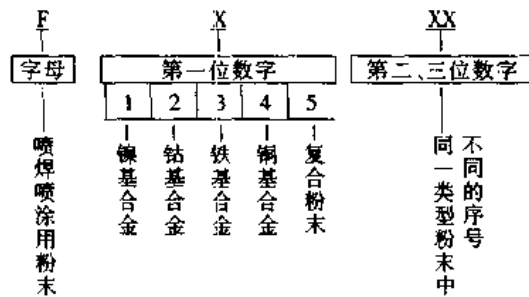 F X XX
字母 第一位数字 第二、三位数字
1 2 3 4 5
喷焊喷涂用粉末
镍基合金
钴基合金
铁基合金
铜基合金
复合粉末
同一类型粉末中
不同的序号